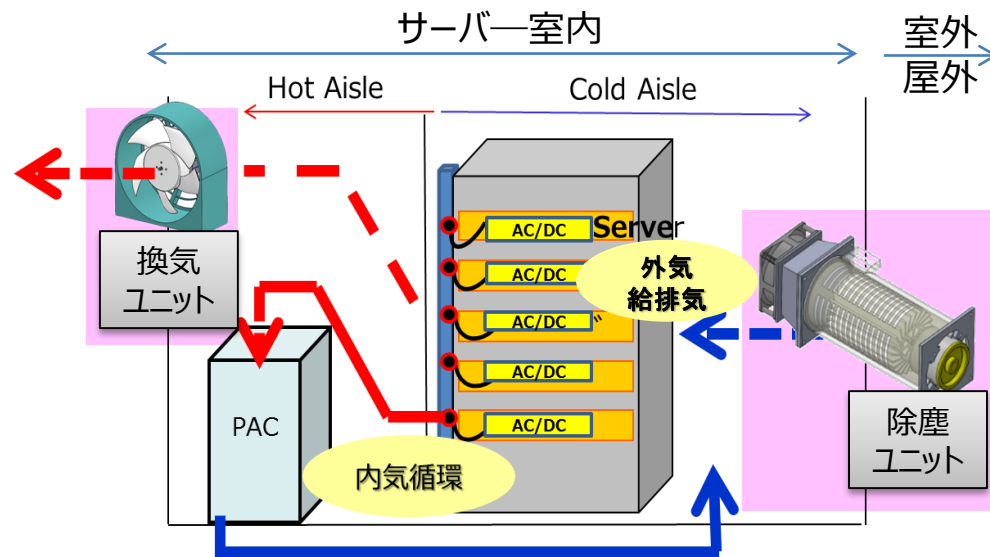 サーバ―室内
室外
屋外
Hot Aisle
Cold Aisle
換気
ユニット
AC/DC
Server
AC/DC
外気
給排気
AC/DC
AC/DC
AC/DC
PAC
内気循環
除塵
ユニット